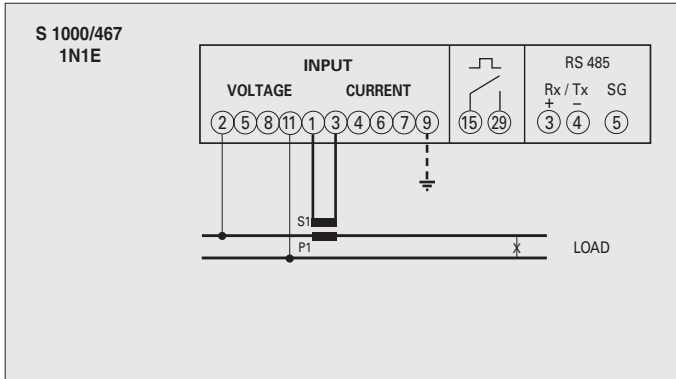 S 1000/467
1N1E
INPUT
VOLTAGE CURRENT
2 5 8 11 1 3 4 6 7 9
15 29
RS 485
Rx / Tx SG
+ –
3 4 5
S1
P1
X
LOAD